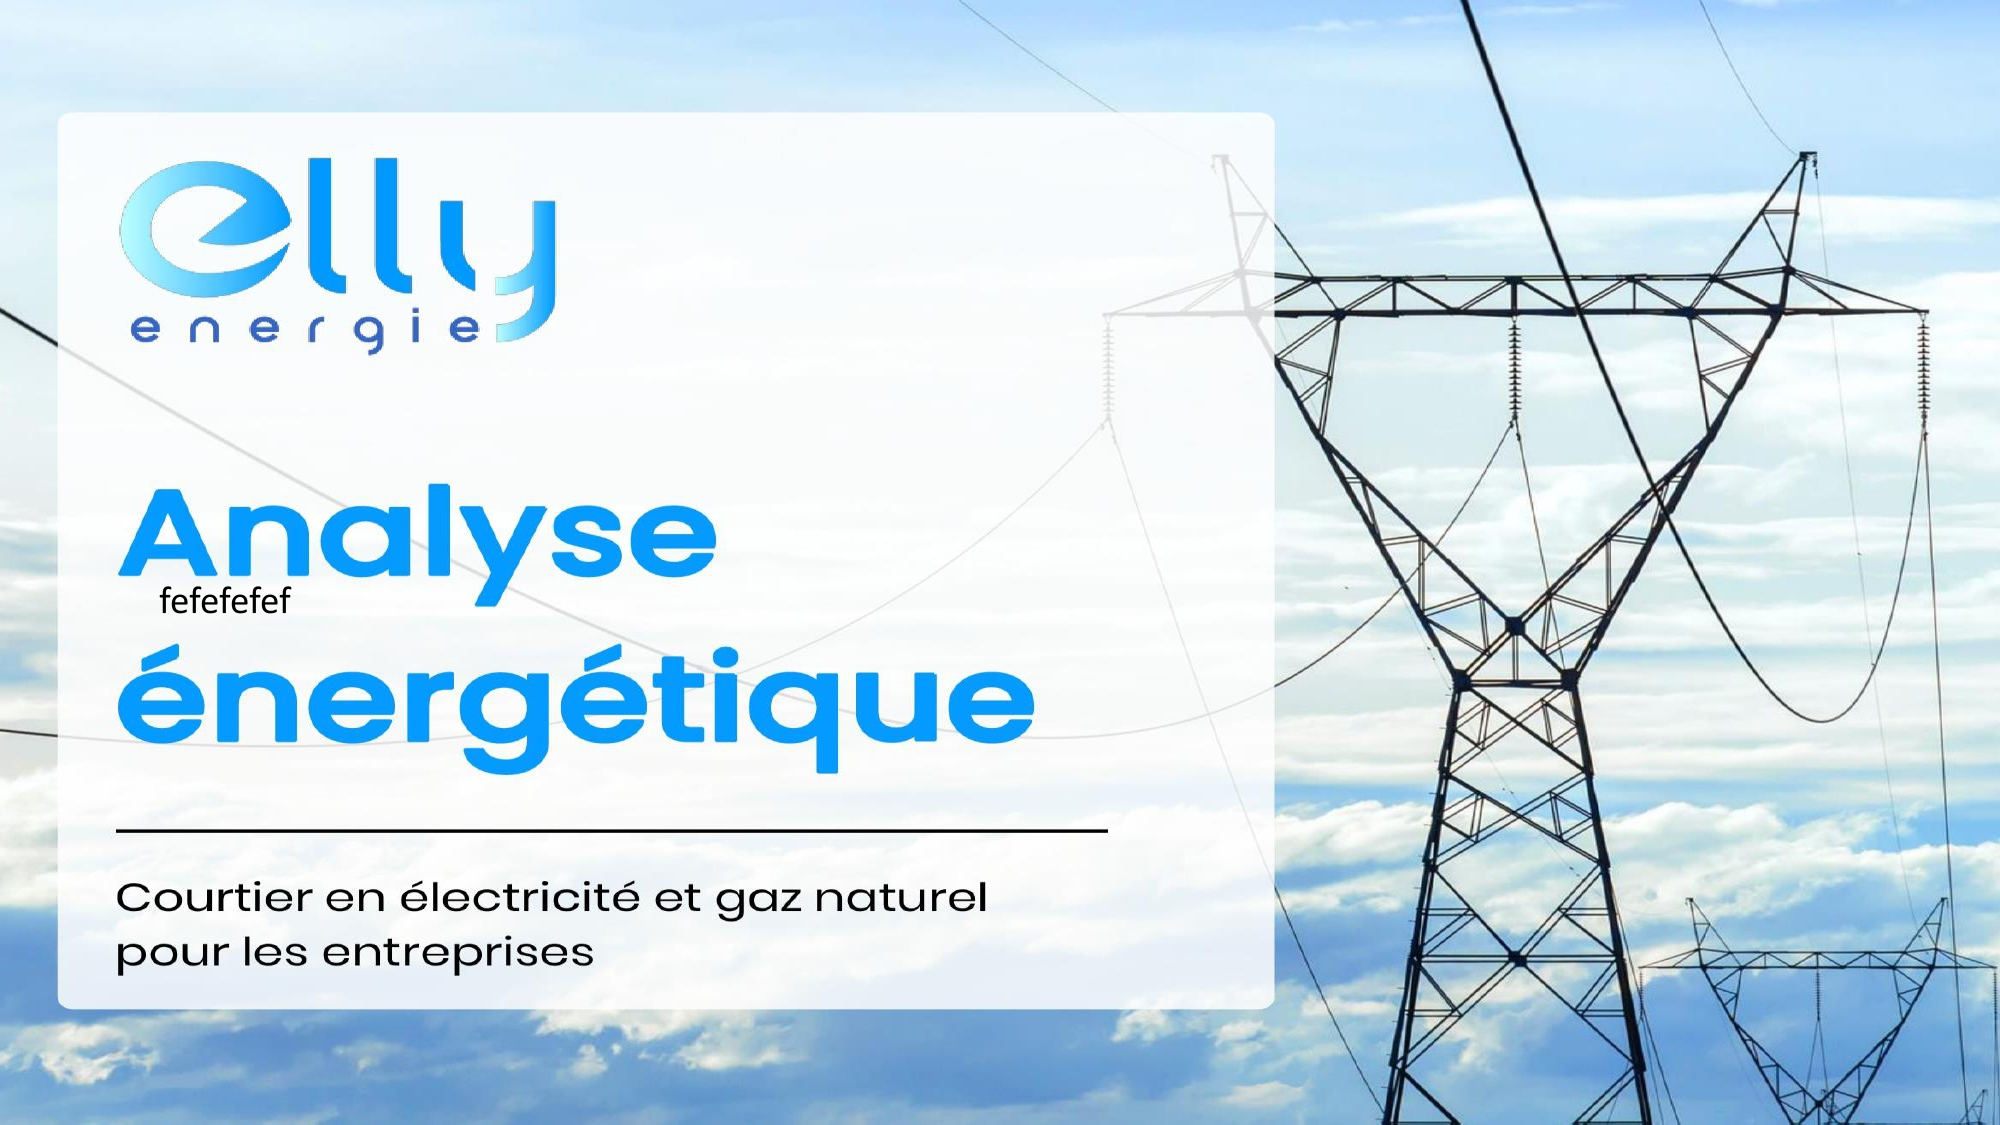 elly
energie
Analyse
fefefefef
énergétique
Courtier en électricité et gaz naturel
pour les entreprises